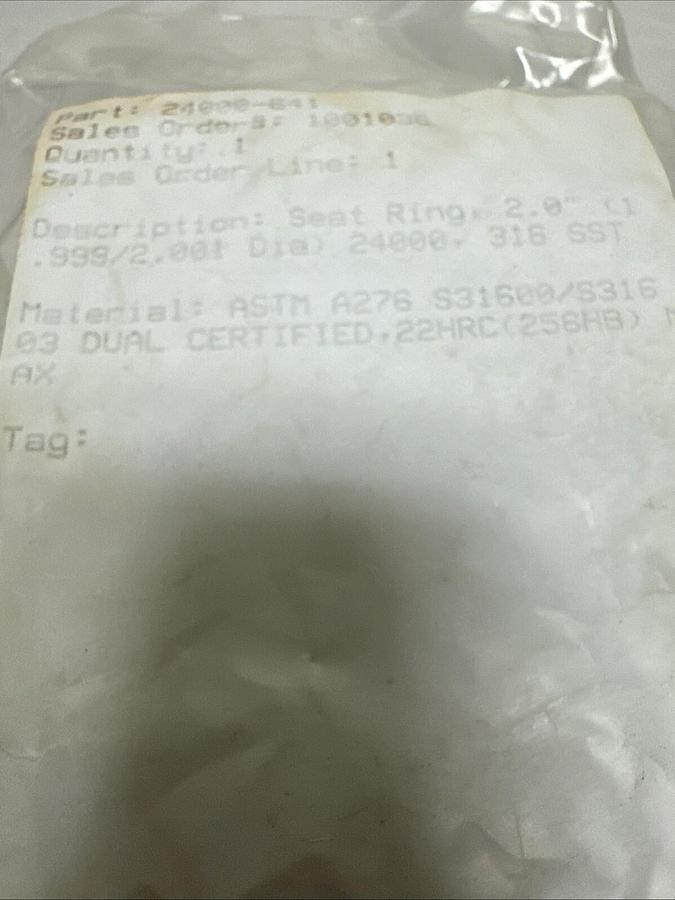 Part: 24000-641
Sales Order#: 1001036
Quantity: 1
Sales Order Line: 1
Description: Seat Ring, 2.0" (1
.999/2.001 Dia) 24000, 316 SST
Material: ASTM A276 S31600/S316
03 DUAL CERTIFIED,22HRC(256HB) M
AX
Tag: